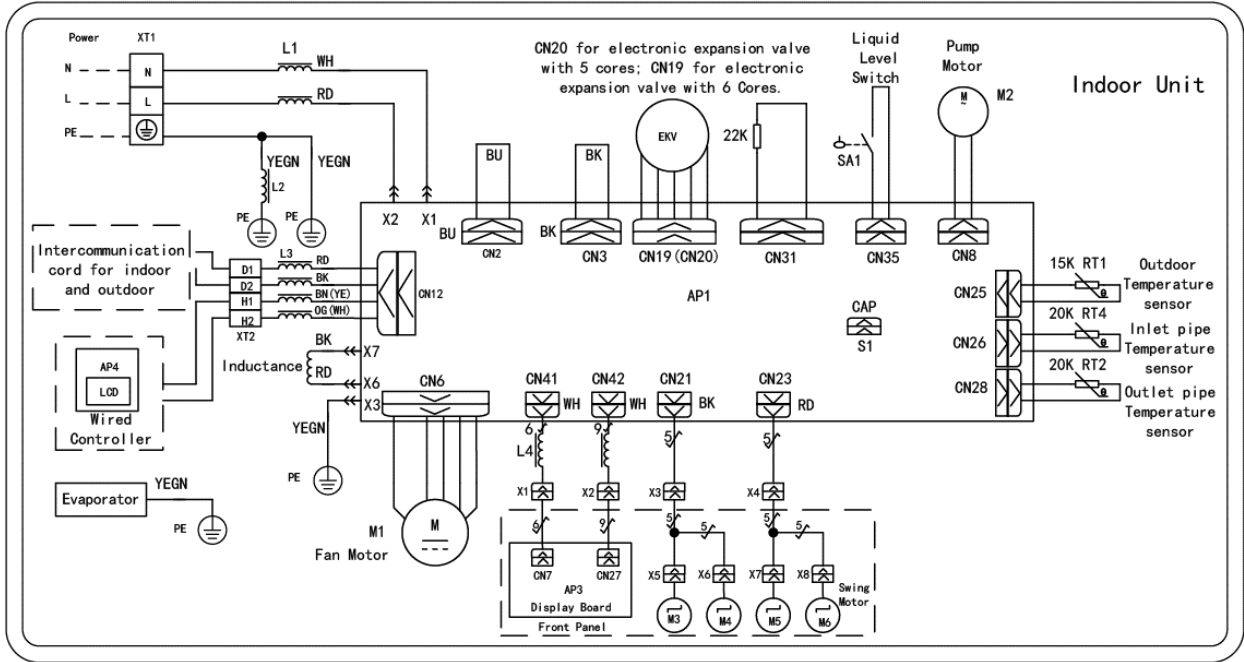 Power
XT1
N
N
L
L
PE
L1
WH
RD
YEGN
YEGN
L2
PE
PE
CN20 for electronic expansion valve
with 5 cores; CN19 for electronic
expansion valve with 6 Cores.
Liquid
Level
Switch
Pump
Motor
Indoor Unit
M
~
M2
EKV
22K
SA1
BU
BK
X2
X1
BU
CN2
BK
CN3
CN19(CN20)
CN31
CN35
CN8
Intercommunication
cord for indoor
and outdoor
D1
D2
H1
H2
XT2
L3
RD
BK
BN(YE)
OG(WH)
CN12
AP1
CAP
S1
CN25
15K RT1
θ
Outdoor
Temperature
sensor
CN26
20K RT4
θ
Inlet pipe
Temperature
sensor
CN28
20K RT2
θ
Outlet pipe
Temperature
sensor
AP4
LCD
Wired
Controller
Inductance
BK
RD
X7
X6
X3
YEGN
PE
CN6
CN41
WH
CN42
WH
CN21
BK
CN23
RD
6
9
5
5
L4
X1
X2
X3
X4
Evaporator
YEGN
PE
M1
Fan Motor
M
6
9
5
5
5
5
CN7
CN27
AP3
Display Board
Front Panel
X5
X6
X7
X8
Swing
Motor
M3
M4
M5
M6